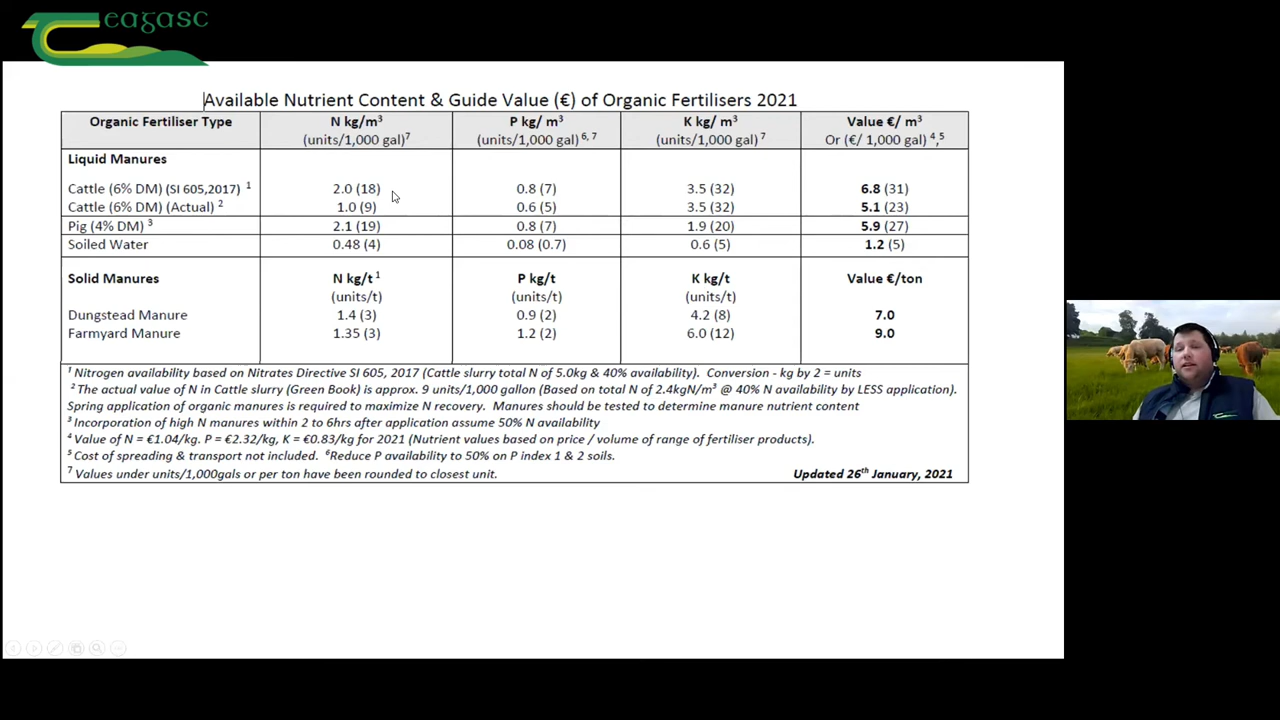 eagasc
Available Nutrient Content & Guide Value (€) of Organic Fertilisers 2021
Organic Fertiliser Type N kg/m³ P kg/ m³ K kg/ m³ Value €/ m³
(units/1,000 gal)⁷ (units/1,000 gal) ⁶,⁷ (units/1,000 gal) ⁷ Or (€/ 1,000 gal) ⁴,⁵
Liquid Manures
Cattle (6% DM) (SI 605,2017) ¹ 2.0 (18) 0.8 (7) 3.5 (32) 6.8 (31)
Cattle (6% DM) (Actual) ² 1.0 (9) 0.6 (5) 3.5 (32) 5.1 (23)
Pig (4% DM) ³ 2.1 (19) 0.8 (7) 1.9 (20) 5.9 (27)
Soiled Water 0.48 (4) 0.08 (0.7) 0.6 (5) 1.2 (5)
Solid Manures N kg/t ¹ P kg/t K kg/t Value €/ton
(units/t) (units/t) (units/t)
Dungstead Manure 1.4 (3) 0.9 (2) 4.2 (8) 7.0
Farmyard Manure 1.35 (3) 1.2 (2) 6.0 (12) 9.0
¹ Nitrogen availability based on Nitrates Directive SI 605, 2017 (Cattle slurry total N of 5.0kg & 40% availability). Conversion - kg by 2 = units
² The actual value of N in Cattle slurry (Green Book) is approx. 9 units/1,000 gallon (Based on total N of 2.4kgN/m³ @ 40% N availability by LESS application).
Spring application of organic manures is required to maximize N recovery. Manures should be tested to determine manure nutrient content
³ Incorporation of high N manures within 2 to 6hrs after application assume 50% N availability
⁴ Value of N = €1.04/kg. P = €2.32/kg, K = €0.83/kg for 2021 (Nutrient values based on price / volume of range of fertiliser products).
⁵ Cost of spreading & transport not included. ⁶Reduce P availability to 50% on P index 1 & 2 soils.
⁷ Values under units/1,000gals or per ton have been rounded to closest unit. Updated 26th January, 2021